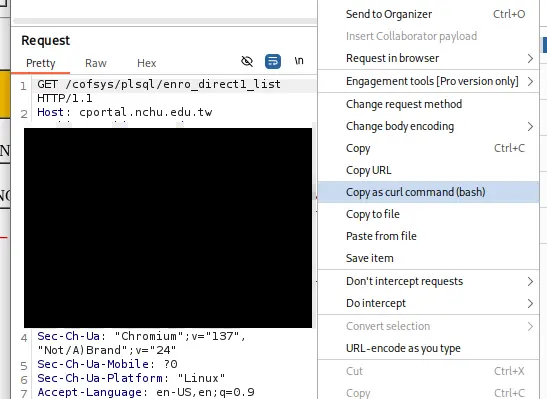 Request
Pretty Raw Hex \n
1 GET /cofsys/plsql/enro_direct1_list
HTTP/1.1
2 Host: cportal.nchu.edu.tw
4 Sec-Ch-Ua: "Chromium";v="137",
"Not/A)Brand";v="24"
5 Sec-Ch-Ua-Mobile: ?0
6 Sec-Ch-Ua-Platform: "Linux"
7 Accept-Language: en-US,en;q=0.9
Send to Organizer Ctrl+O
Insert Collaborator payload
Request in browser
Engagement tools [Pro version only]
Change request method
Change body encoding
Copy Ctrl+C
Copy URL
Copy as curl command (bash)
Copy to file
Paste from file
Save item
Don't intercept requests
Do intercept
Convert selection
URL-encode as you type
Cut Ctrl+X
Copy Ctrl+C